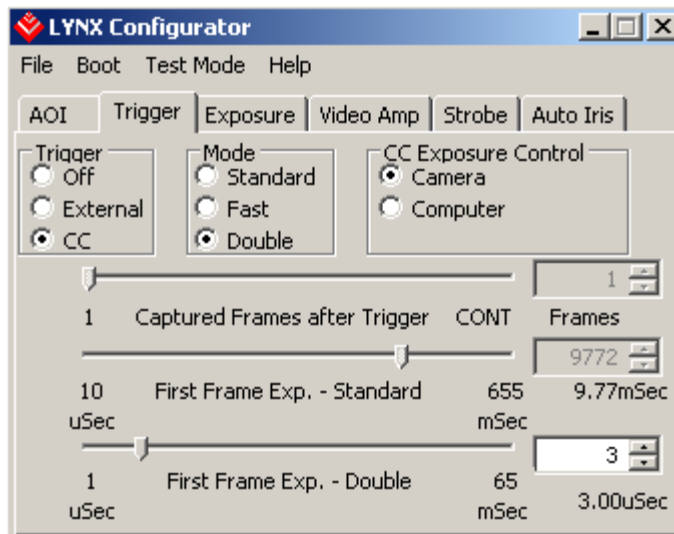 LYNX Configurator
File Boot Test Mode Help
AOI Trigger Exposure Video Amp Strobe Auto Iris
Trigger Mode CC Exposure Control
Off Standard Camera
External Fast Computer
CC Double
1
1 Captured Frames after Trigger CONT Frames
9772
10 First Frame Exp. - Standard 655 9.77mSec
uSec mSec
3
1 First Frame Exp. - Double 65
uSec mSec 3.00uSec